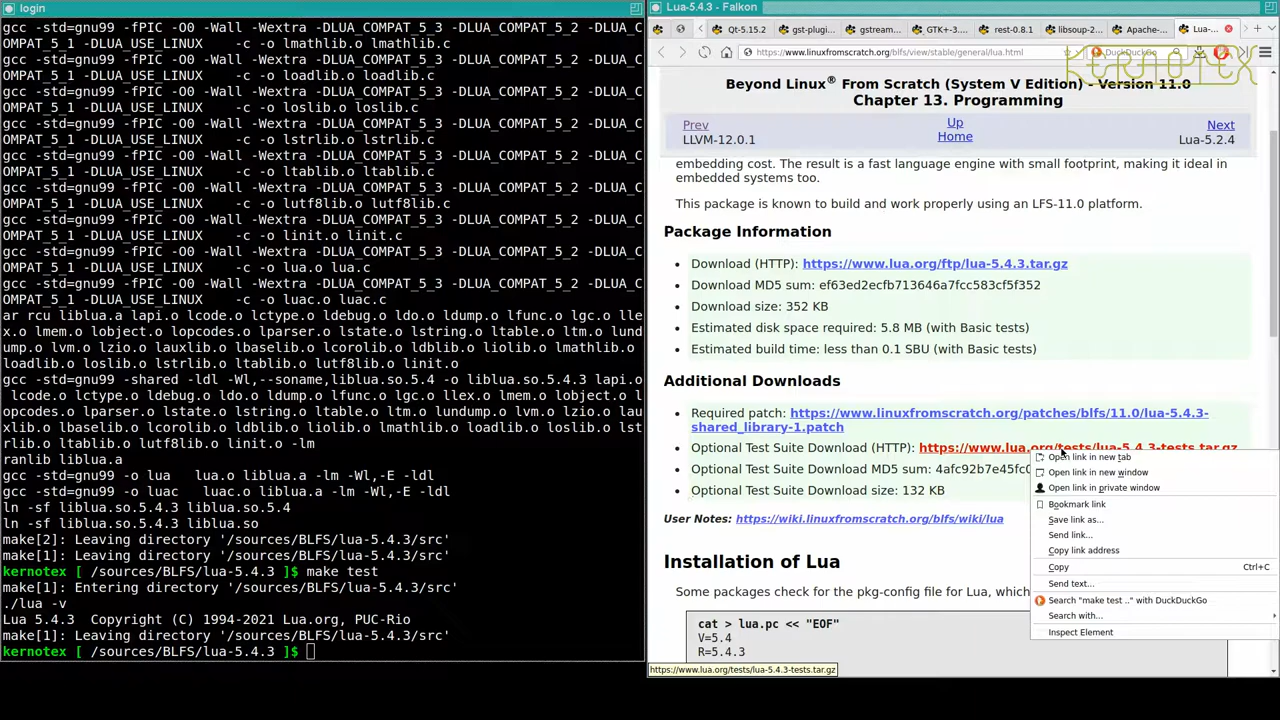 login
gcc -std=gnu99 -fPIC -O0 -Wall -Wextra -DLUA_COMPAT_5_3 -DLUA_COMPAT_5_2 -DLUA_C
OMPAT_5_1 -DLUA_USE_LINUX    -c -o lmathlib.o lmathlib.c
gcc -std=gnu99 -fPIC -O0 -Wall -Wextra -DLUA_COMPAT_5_3 -DLUA_COMPAT_5_2 -DLUA_C
OMPAT_5_1 -DLUA_USE_LINUX    -c -o loadlib.o loadlib.c
gcc -std=gnu99 -fPIC -O0 -Wall -Wextra -DLUA_COMPAT_5_3 -DLUA_COMPAT_5_2 -DLUA_C
OMPAT_5_1 -DLUA_USE_LINUX    -c -o loslib.o loslib.c
gcc -std=gnu99 -fPIC -O0 -Wall -Wextra -DLUA_COMPAT_5_3 -DLUA_COMPAT_5_2 -DLUA_C
OMPAT_5_1 -DLUA_USE_LINUX    -c -o lstrlib.o lstrlib.c
gcc -std=gnu99 -fPIC -O0 -Wall -Wextra -DLUA_COMPAT_5_3 -DLUA_COMPAT_5_2 -DLUA_C
OMPAT_5_1 -DLUA_USE_LINUX    -c -o ltablib.o ltablib.c
gcc -std=gnu99 -fPIC -O0 -Wall -Wextra -DLUA_COMPAT_5_3 -DLUA_COMPAT_5_2 -DLUA_C
OMPAT_5_1 -DLUA_USE_LINUX    -c -o lutf8lib.o lutf8lib.c
gcc -std=gnu99 -fPIC -O0 -Wall -Wextra -DLUA_COMPAT_5_3 -DLUA_COMPAT_5_2 -DLUA_C
OMPAT_5_1 -DLUA_USE_LINUX    -c -o linit.o linit.c
gcc -std=gnu99 -fPIC -O0 -Wall -Wextra -DLUA_COMPAT_5_3 -DLUA_COMPAT_5_2 -DLUA_C
OMPAT_5_1 -DLUA_USE_LINUX    -c -o lua.o lua.c
gcc -std=gnu99 -fPIC -O0 -Wall -Wextra -DLUA_COMPAT_5_3 -DLUA_COMPAT_5_2 -DLUA_C
OMPAT_5_1 -DLUA_USE_LINUX    -c -o luac.o luac.c
ar rcu liblua.a lapi.o lcode.o lctype.o ldebug.o ldo.o ldump.o lfunc.o lgc.o lle
x.o lmem.o lobject.o lopcodes.o lparser.o lstate.o lstring.o ltable.o ltm.o lund
ump.o lvm.o lzio.o lauxlib.o lbaselib.o lcorolib.o ldblib.o liolib.o lmathlib.o 
loadlib.o loslib.o lstrlib.o ltablib.o lutf8lib.o linit.o
gcc -std=gnu99 -shared -ldl -Wl,--soname,liblua.so.5.4 -o liblua.so.5.4.3 lapi.o
 lcode.o lctype.o ldebug.o ldo.o ldump.o lfunc.o lgc.o llex.o lmem.o lobject.o l
opcodes.o lparser.o lstate.o lstring.o ltable.o ltm.o lundump.o lvm.o lzio.o lau
xlib.o lbaselib.o lcorolib.o ldblib.o liolib.o lmathlib.o loadlib.o loslib.o lst
rlib.o ltablib.o lutf8lib.o linit.o -lm
ranlib liblua.a
gcc -std=gnu99 -o lua   lua.o liblua.a -lm -Wl,-E -ldl
gcc -std=gnu99 -o luac   luac.o liblua.a -lm -Wl,-E -ldl
ln -sf liblua.so.5.4.3 liblua.so.5.4
ln -sf liblua.so.5.4.3 liblua.so
make[2]: Leaving directory '/sources/BLFS/lua-5.4.3/src'
make[1]: Leaving directory '/sources/BLFS/lua-5.4.3/src'
kernotex [ /sources/BLFS/lua-5.4.3 ]$ make test
make[1]: Entering directory '/sources/BLFS/lua-5.4.3/src'
./lua -v
Lua 5.4.3  Copyright (C) 1994-2021 Lua.org, PUC-Rio
make[1]: Leaving directory '/sources/BLFS/lua-5.4.3/src'
kernotex [ /sources/BLFS/lua-5.4.3 ]$
Lua-5.4.3 - Falkon
Qt-5.15.2 gst-plugi... gstream... GTK+-3... rest-0.8.1 libsoup-2... Apache-... Lua-...
https://www.linuxfromscratch.org/blfs/view/stable/general/lua.html DuckDuckGo
KERNOTEX
Beyond Linux® From Scratch (System V Edition) - Version 11.0
Chapter 13. Programming
Prev Up Next
LLVM-12.0.1 Home Lua-5.2.4
embedding cost. The result is a fast language engine with small footprint, making it ideal in
embedded systems too.
This package is known to build and work properly using an LFS-11.0 platform.
Package Information
Download (HTTP): https://www.lua.org/ftp/lua-5.4.3.tar.gz
Download MD5 sum: ef63ed2ecfb713646a7fcc583cf5f352
Download size: 352 KB
Estimated disk space required: 5.8 MB (with Basic tests)
Estimated build time: less than 0.1 SBU (with Basic tests)
Additional Downloads
Required patch: https://www.linuxfromscratch.org/patches/blfs/11.0/lua-5.4.3-
shared_library-1.patch
Optional Test Suite Download (HTTP): https://www.lua.org/tests/lua-5.4.3-tests.tar.gz
Optional Test Suite Download MD5 sum: 4afc92b7e45fc
Optional Test Suite Download size: 132 KB
User Notes: https://wiki.linuxfromscratch.org/blfs/wiki/lua
Installation of Lua
Some packages check for the pkg-config file for Lua, which
cat > lua.pc << "EOF"
V=5.4
R=5.4.3
https://www.lua.org/tests/lua-5.4.3-tests.tar.gz
Open link in new tab
Open link in new window
Open link in private window
Bookmark link
Save link as...
Send link...
Copy link address
Copy Ctrl+C
Send text...
Search "make test .." with DuckDuckGo
Search with...
Inspect Element